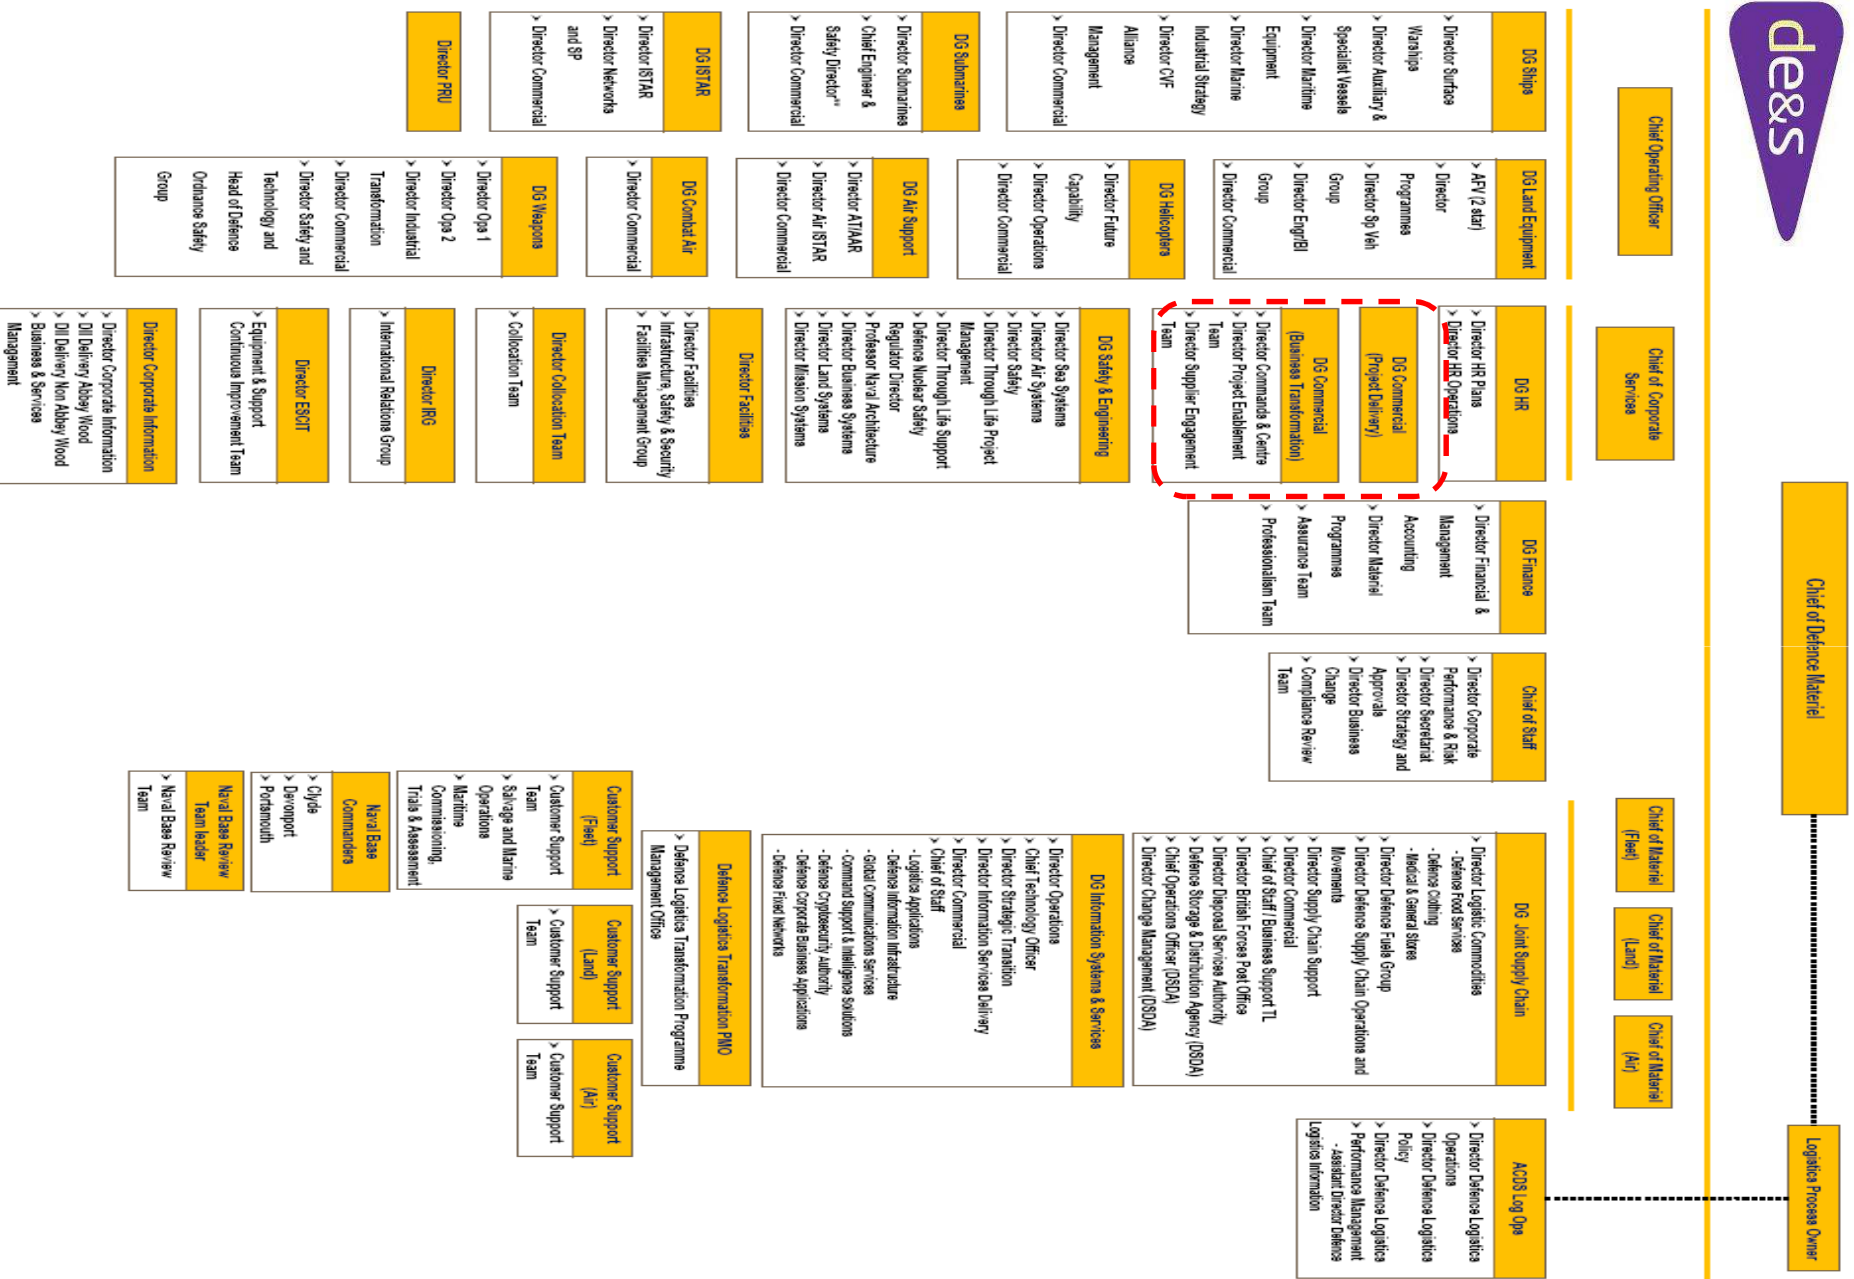 de&s
Chief of Defence Materiel
Logistics Process Owner
Chief Operating Officer
Chief of Corporate
Services
Chief of Materiel
(Fleet)
Chief of Materiel
(Land)
Chief of Materiel
(Air)
DG Ships
➢ Director Surface
Warships
➢ Director Auxiliary &
Specialist Vessels
➢ Director Maritime
Equipment
➢ Director Marine
Industrial Strategy
➢ Director CVF
Alliance
Management
➢ Director Commercial
DG Submarines
➢ Director Submarines
➢ Chief Engineer &
Safety Director**
➢ Director Commercial
DG ISTAR
➢ Director ISTAR
➢ Director Networks
and SP
➢ Director Commercial
Director PRU
DG Land Equipment
➢ AFV (2 star)
➢ Director
Programmes
➢ Director Sp Veh
Group
➢ Director Engr/BI
Group
➢ Director Commercial
DG Helicopters
➢ Director Future
Capability
➢ Director Operations
➢ Director Commercial
DG Air Support
➢ Director AT/AAR
➢ Director Air ISTAR
➢ Director Commercial
DG Combat Air
➢ Director Commercial
DG Weapons
➢ Director Ops 1
➢ Director Ops 2
➢ Director Industrial
Transformation
➢ Director Commercial
➢ Director Safety and
Technology and
Head of Defence
Ordnance Safety
Group
DG HR
➢ Director HR Plans
➢ Director HR Operations
DG Commercial
(Project Delivery)
DG Commercial
(Business Transformation)
➢ Director Commands & Centre
➢ Director Project Enablement
Team
➢ Director Supplier Engagement
Team
DG Safety & Engineering
➢ Director Sea Systems
➢ Director Air Systems
➢ Director Safety
➢ Director Through Life Project
Management
➢ Director Through Life Support
➢ Defence Nuclear Safety
Regulator Director
➢ Professor Naval Architecture
➢ Director Business Systems
➢ Director Land Systems
➢ Director Mission Systems
Director Facilities
➢ Director Facilities
➢ Infrastructure, Safety & Security
➢ Facilities Management Group
Director Collocation Team
➢ Collocation Team
Director IRG
➢ International Relations Group
Director ESCIT
➢ Equipment & Support
Continuous Improvement Team
Director Corporate Information
➢ Director Corporate Information
➢ DII Delivery Abbey Wood
➢ DII Delivery Non Abbey Wood
➢ Business & Services
Management
DG Finance
➢ Director Financial &
Management
Accounting
➢ Director Materiel
Programmes
➢ Assurance Team
➢ Professionalism Team
Chief of Staff
➢ Director Corporate
Performance & Risk
➢ Director Secretariat
➢ Director Strategy and
Approvals
➢ Director Business
Change
➢ Compliance Review
Team
DG Joint Supply Chain
➢ Director Logistic Commodities
- Defence Food Services
- Defence Clothing
- Medical & General Stores
➢ Director Defence Fuels Group
➢ Director Defence Supply Chain Operations and
Movements
➢ Director Supply Chain Support
➢ Director Commercial
➢ Chief of Staff / Business Support TL
➢ Director British Forces Post Office
➢ Director Disposal Services Authority
➢ Defence Storage & Distribution Agency (DSDA)
➢ Chief Operations Officer (DSDA)
➢ Director Change Management (DSDA)
DG Information Systems & Services
➢ Director Operations
➢ Chief Technology Officer
➢ Director Strategic Transition
➢ Director Information Services Delivery
➢ Director Commercial
➢ Chief of Staff
- Logistics Applications
- Defence Information Infrastructure
- Global Communications Services
- Command Support & Intelligence Solutions
- Defence Cryptosecurity Authority
- Defence Corporate Business Applications
- Defence Fixed Networks
Defence Logistics Transformation PMO
➢ Defence Logistics Transformation Programme
Management Office
Customer Support
(Fleet)
➢ Customer Support
Team
➢ Salvage and Marine
Operations
➢ Maritime
Commissioning,
Trials & Assessment
Naval Base
Commanders
➢ Clyde
➢ Devonport
➢ Portsmouth
Naval Base Review
Team leader
➢ Naval Base Review
Team
Customer Support
(Land)
➢ Customer Support
Team
Customer Support
(Air)
➢ Customer Support
Team
ACDS Log Ops
➢ Director Defence Logistics
Operations
➢ Director Defence Logistics
Policy
➢ Director Defence Logistics
➢ Performance Management
- Assistant Director Defence
Logistics Information